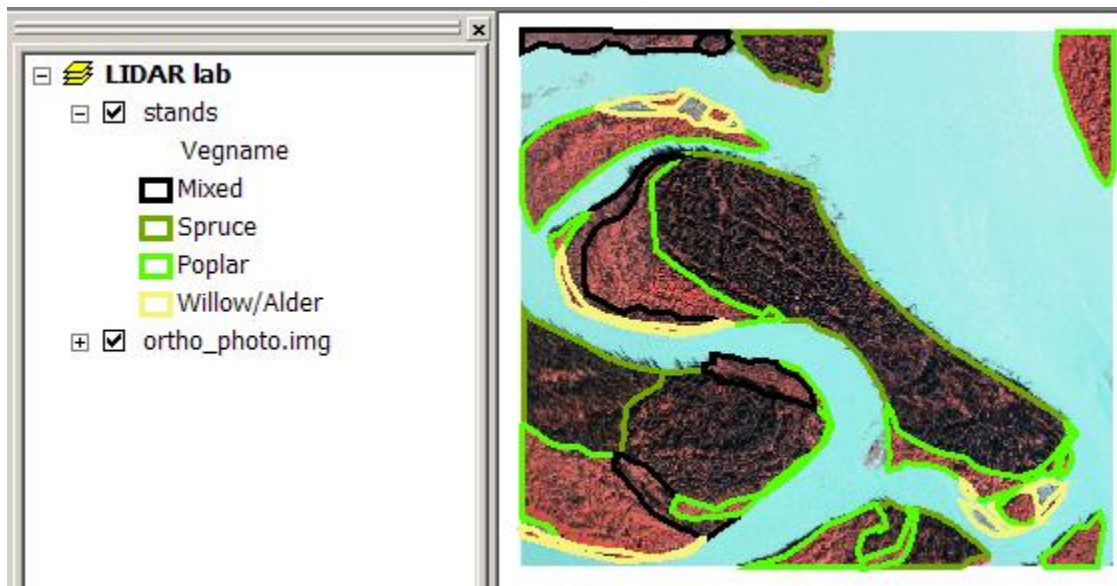 LIDAR lab
stands
Vegname
Mixed
Spruce
Poplar
Willow/Alder
ortho_photo.img